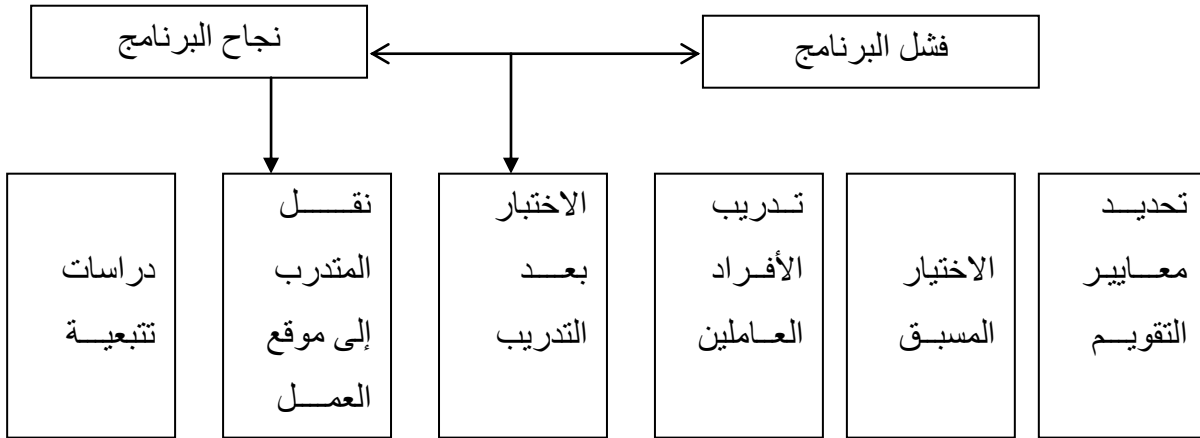 فشل البرنامج
نجاح البرنامج
تحديد
معايير
التقويم
الاختيار
المسبق
تدريب
الأفراد
العاملين
الاختبار
بعد
التدريب
نقل
المتدرب
إلى موقع
العمل
دراسات
تتبعية